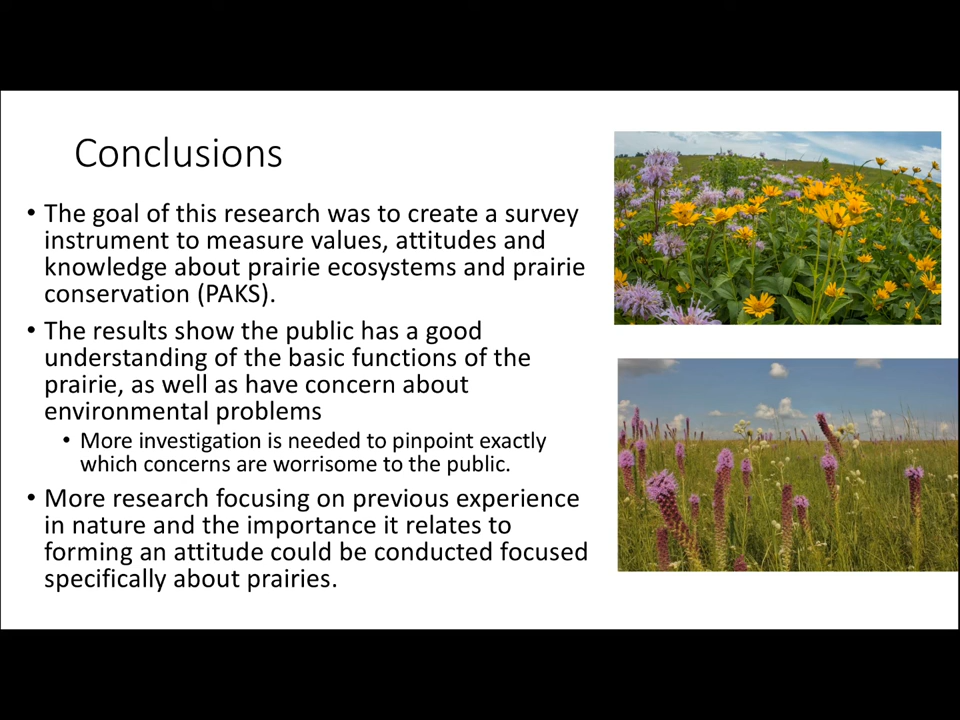 Conclusions
• The goal of this research was to create a survey
instrument to measure values, attitudes and
knowledge about prairie ecosystems and prairie
conservation (PAKS).
• The results show the public has a good
understanding of the basic functions of the
prairie, as well as have concern about
environmental problems
• More investigation is needed to pinpoint exactly
which concerns are worrisome to the public.
• More research focusing on previous experience
in nature and the importance it relates to
forming an attitude could be conducted focused
specifically about prairies.